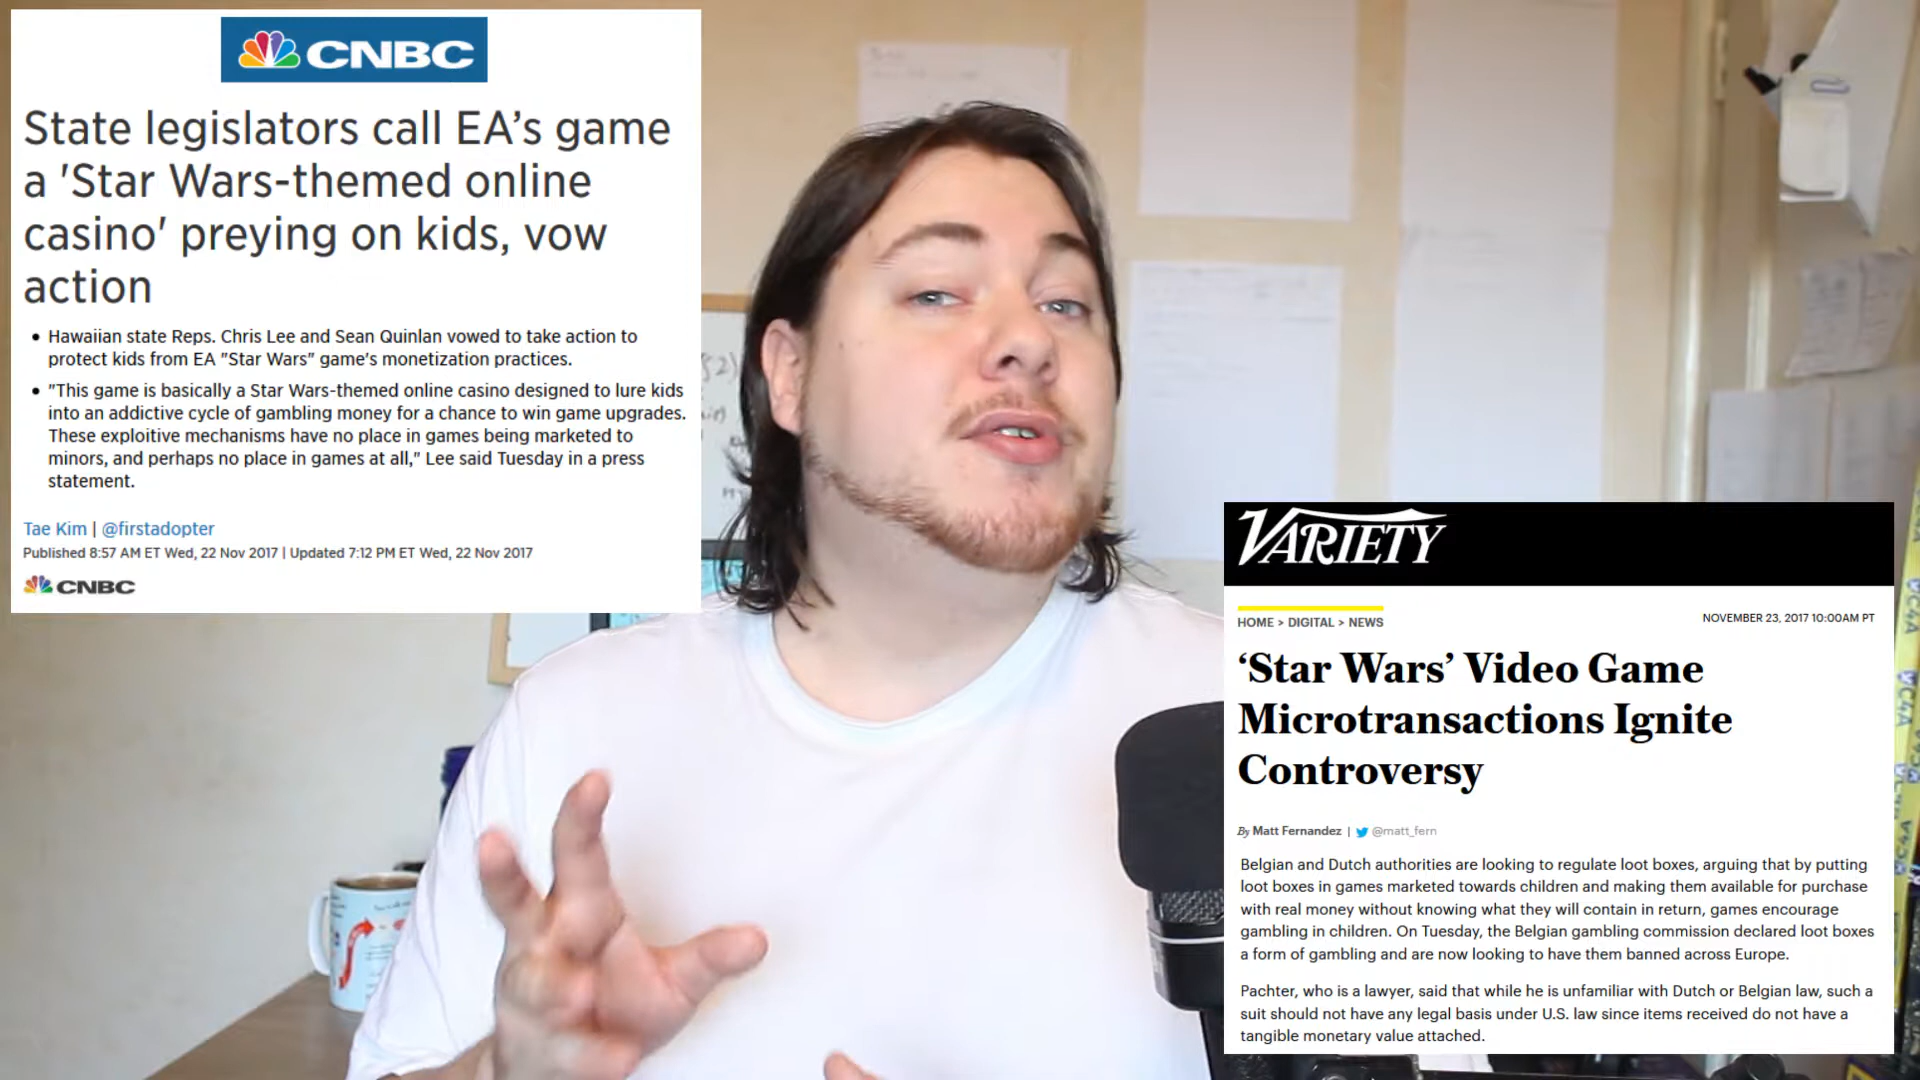 CNBC
State legislators call EA’s game
a 'Star Wars-themed online
casino' preying on kids, vow
action
• Hawaiian state Reps. Chris Lee and Sean Quinlan vowed to take action to
protect kids from EA "Star Wars" game's monetization practices.
• "This game is basically a Star Wars-themed online casino designed to lure kids
into an addictive cycle of gambling money for a chance to win game upgrades.
These exploitive mechanisms have no place in games being marketed to
minors, and perhaps no place in games at all," Lee said Tuesday in a press
statement.
Tae Kim | @firstadopter
Published 8:57 AM ET Wed, 22 Nov 2017 | Updated 7:12 PM ET Wed, 22 Nov 2017
CNBC
VARIETY
HOME > DIGITAL > NEWS
NOVEMBER 23, 2017 10:00AM PT
‘Star Wars’ Video Game
Microtransactions Ignite
Controversy
By Matt Fernandez | @matt_fern
Belgian and Dutch authorities are looking to regulate loot boxes, arguing that by putting
loot boxes in games marketed towards children and making them available for purchase
with real money without knowing what they will contain in return, games encourage
gambling in children. On Tuesday, the Belgian gambling commission declared loot boxes
a form of gambling and are now looking to have them banned across Europe.
Pachter, who is a lawyer, said that while he is unfamiliar with Dutch or Belgian law, such a
suit should not have any legal basis under U.S. law since items received do not have a
tangible monetary value attached.